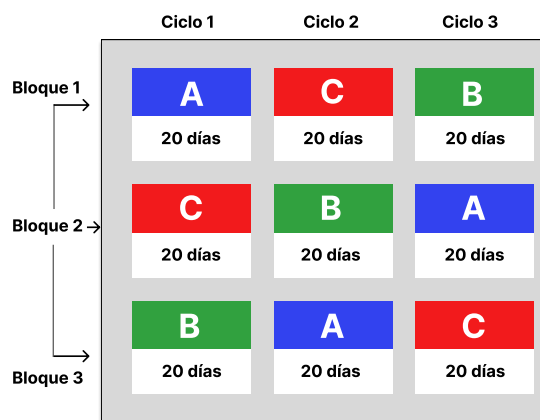 Ciclo 1 Ciclo 2 Ciclo 3
Bloque 1
A C B
20 días 20 días 20 días
Bloque 2
C B A
20 días 20 días 20 días
Bloque 3
B A C
20 días 20 días 20 días